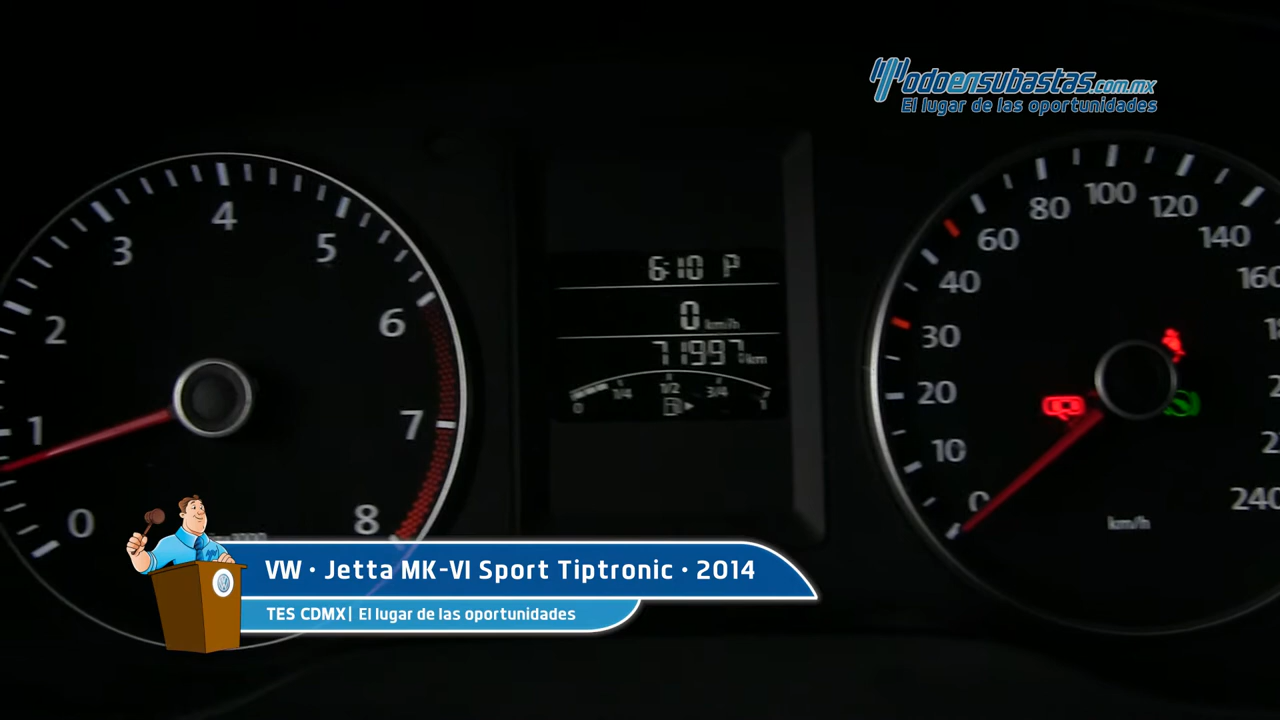 Todoensubastas.com.mx
El lugar de las oportunidades
0
1
2
3
4
5
6
7
8
6:10 P
0 km/h
71997 km
0 1/4 1/2 3/4 1
0
10
20
30
40
60
80
100
120
140
160
240
km/h
VW • Jetta MK-VI Sport Tiptronic • 2014
TES CDMX| El lugar de las oportunidades